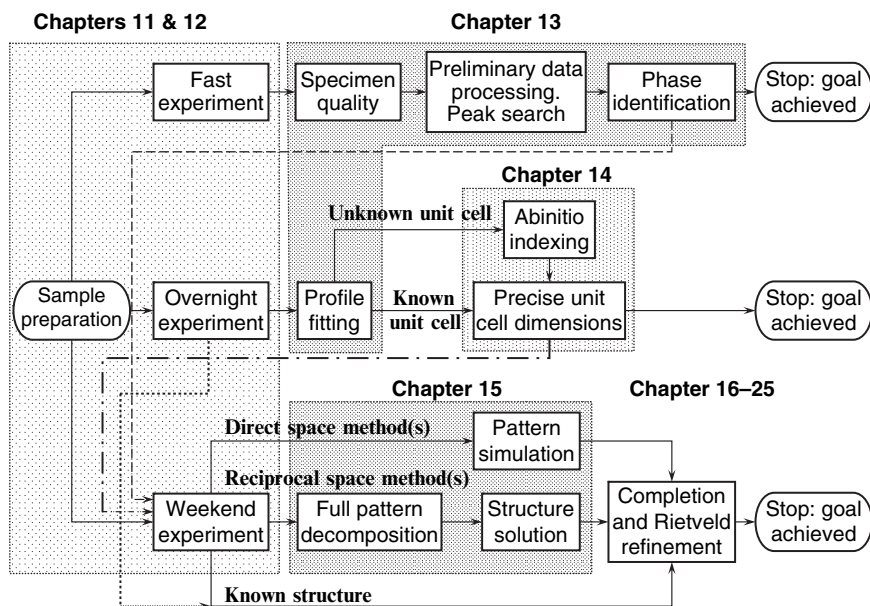 Chapters 11 & 12
Chapter 13
Fast
experiment
Specimen
quality
Preliminary data
processing.
Peak search
Phase
identification
Stop: goal
achieved
Chapter 14
Unknown unit cell
Abinitio
indexing
Sample
preparation
Overnight
experiment
Profile
fitting
Known
unit cell
Precise unit
cell dimensions
Stop: goal
achieved
Chapter 15
Chapter 16–25
Direct space method(s)
Pattern
simulation
Reciprocal space method(s)
Weekend
experiment
Full pattern
decomposition
Structure
solution
Completion
and Rietveld
refinement
Stop: goal
achieved
Known structure